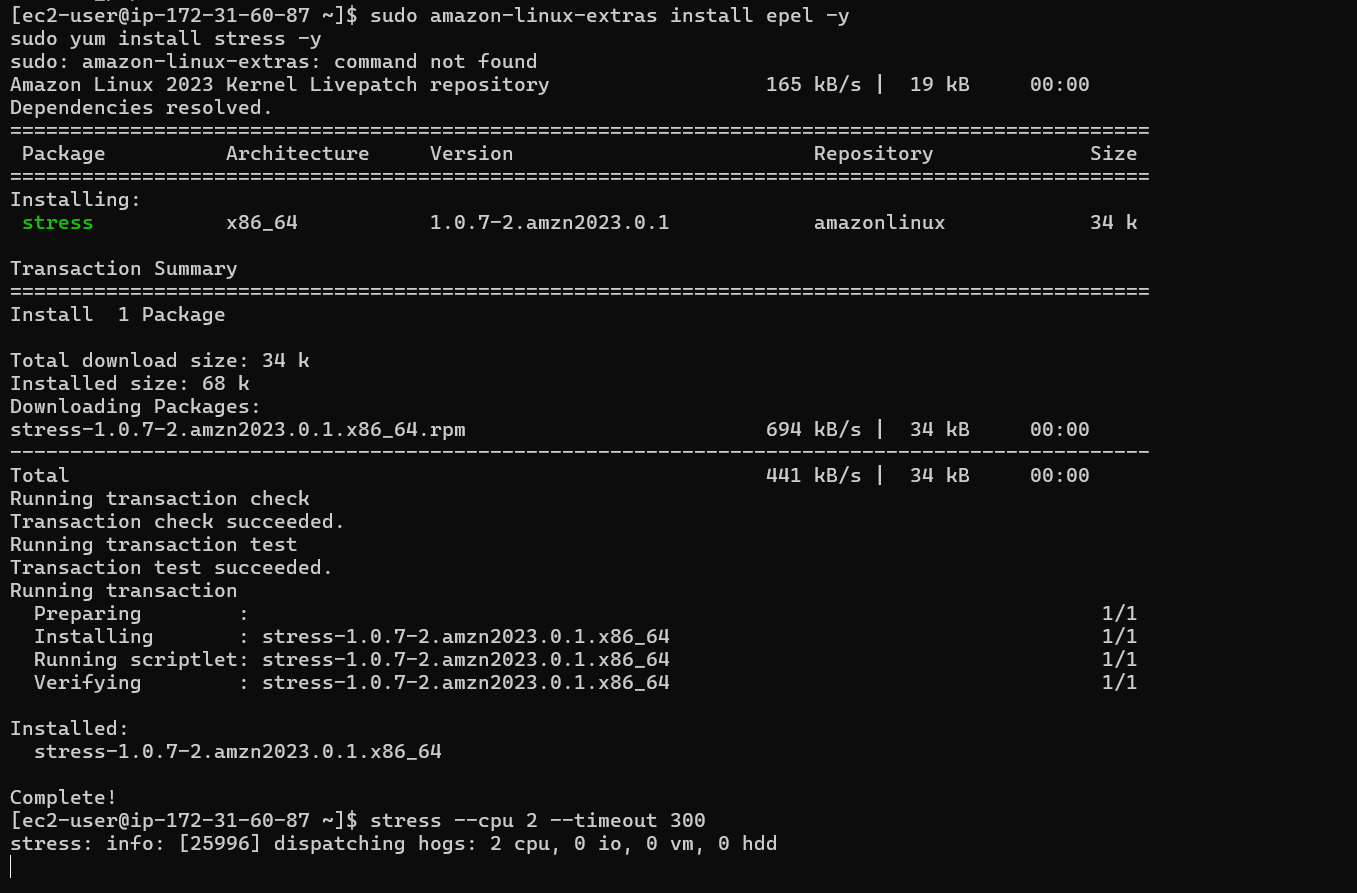 [ec2-user@ip-172-31-60-87 ~]$ sudo amazon-linux-extras install epel -y
sudo yum install stress -y
sudo: amazon-linux-extras: command not found
Amazon Linux 2023 Kernel Livepatch repository                  165 kB/s |  19 kB     00:00
Dependencies resolved.
===============================================================================================
 Package          Architecture     Version                         Repository             Size
===============================================================================================
Installing:
 stress           x86_64           1.0.7-2.amzn2023.0.1            amazonlinux            34 k

Transaction Summary
===============================================================================================
Install  1 Package

Total download size: 34 k
Installed size: 68 k
Downloading Packages:
stress-1.0.7-2.amzn2023.0.1.x86_64.rpm                         694 kB/s |  34 kB     00:00
-----------------------------------------------------------------------------------------------
Total                                                          441 kB/s |  34 kB     00:00
Running transaction check
Transaction check succeeded.
Running transaction test
Transaction test succeeded.
Running transaction
  Preparing        :                                                                       1/1
  Installing       : stress-1.0.7-2.amzn2023.0.1.x86_64                                    1/1
  Running scriptlet: stress-1.0.7-2.amzn2023.0.1.x86_64                                    1/1
  Verifying        : stress-1.0.7-2.amzn2023.0.1.x86_64                                    1/1

Installed:
  stress-1.0.7-2.amzn2023.0.1.x86_64

Complete!
[ec2-user@ip-172-31-60-87 ~]$ stress --cpu 2 --timeout 300
stress: info: [25996] dispatching hogs: 2 cpu, 0 io, 0 vm, 0 hdd